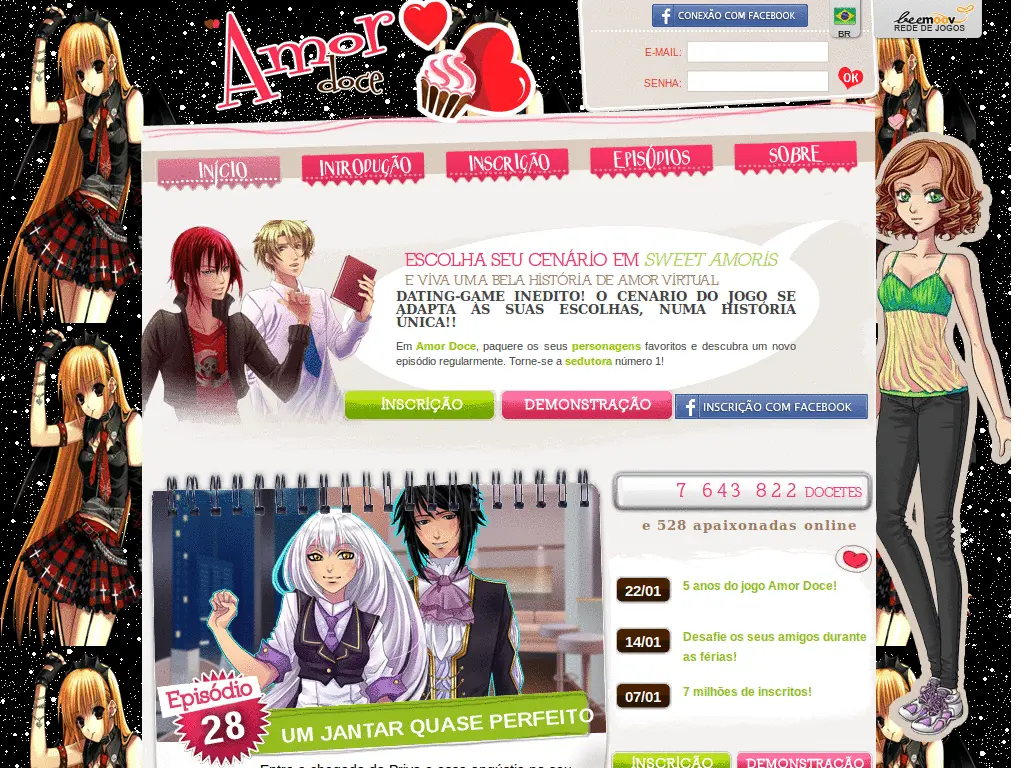 Amor
doce
CONEXÃO COM FACEBOOK
BR
beemoov
REDE DE JOGOS
E-MAIL:
SENHA:
OK
INÍCIO
INTRODUÇÃO
INSCRIÇÃO
EPISÓDIOS
SOBRE
ESCOLHA SEU CENÁRIO EM SWEET AMORIS
E VIVA UMA BELA HISTÓRIA DE AMOR VIRTUAL
DATING-GAME INEDITO! O CENARIO DO JOGO SE
ADAPTA ÀS SUAS ESCOLHAS, NUMA HISTÓRIA
ÚNICA!!
Em Amor Doce, paquere os seus personagens favoritos e descubra um novo
episódio regularmente. Torne-se a sedutora número 1!
INSCRIÇÃO
DEMONSTRAÇÃO
INSCRIÇÃO COM FACEBOOK
7 643 822 DOCETES
e 528 apaixonadas online
22/01
5 anos do jogo Amor Doce!
14/01
Desafie os seus amigos durante
as férias!
07/01
7 milhões de inscritos!
Episódio
28
UM JANTAR QUASE PERFEITO
INSCRIÇÃO
DEMONSTRAÇÃO